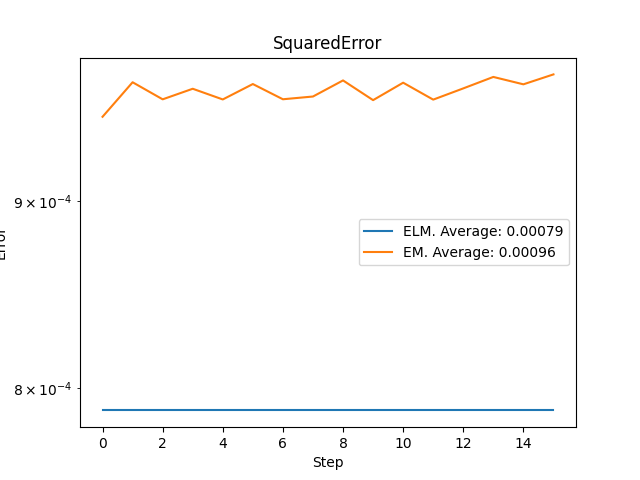 SquaredError
9 × 10⁻⁴
8 × 10⁻⁴
Error
ELM. Average: 0.00079
EM. Average: 0.00096
0 2 4 6 8 10 12 14
Step